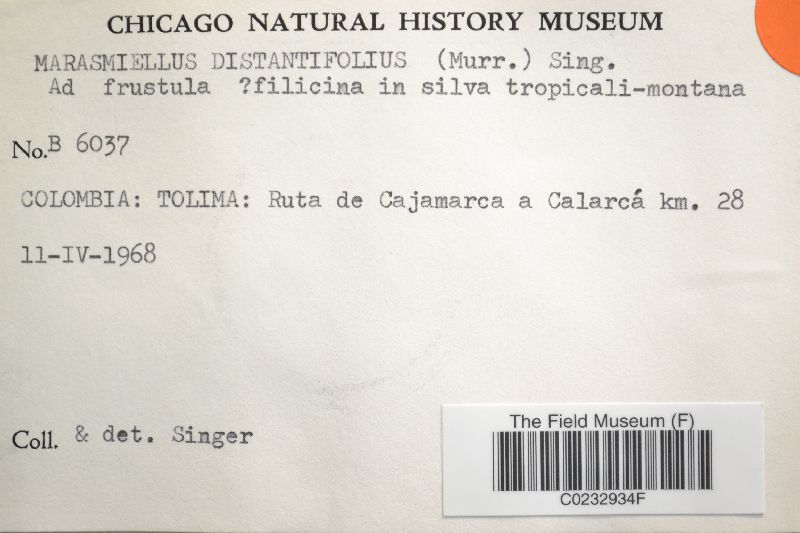 CHICAGO NATURAL HISTORY MUSEUM
MARASMIELLUS DISTANTIFOLIUS (Murr.) Sing.
Ad frustula ?filicina in silva tropicali-montana
No. B 6037
COLOMBIA: TOLIMA: Ruta de Cajamarca a Calarcá km. 28
11-IV-1968
Coll. & det. Singer
The Field Museum (F)
C0232934F